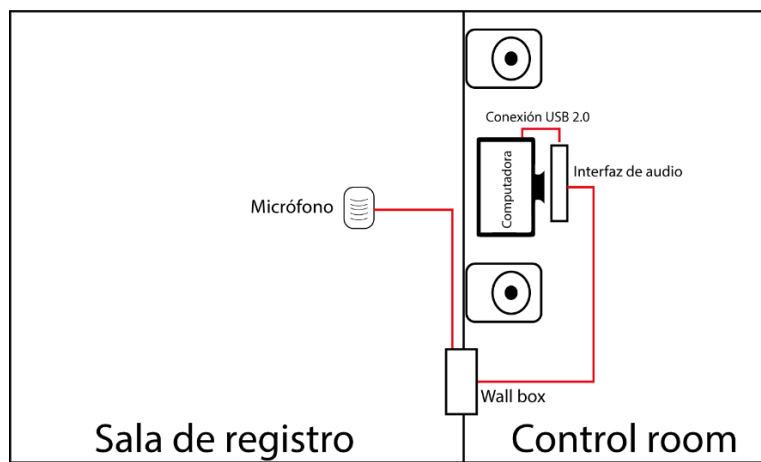 Conexión USB 2.0
Computadora
Interfaz de audio
Micrófono
Wall box
Sala de registro
Control room